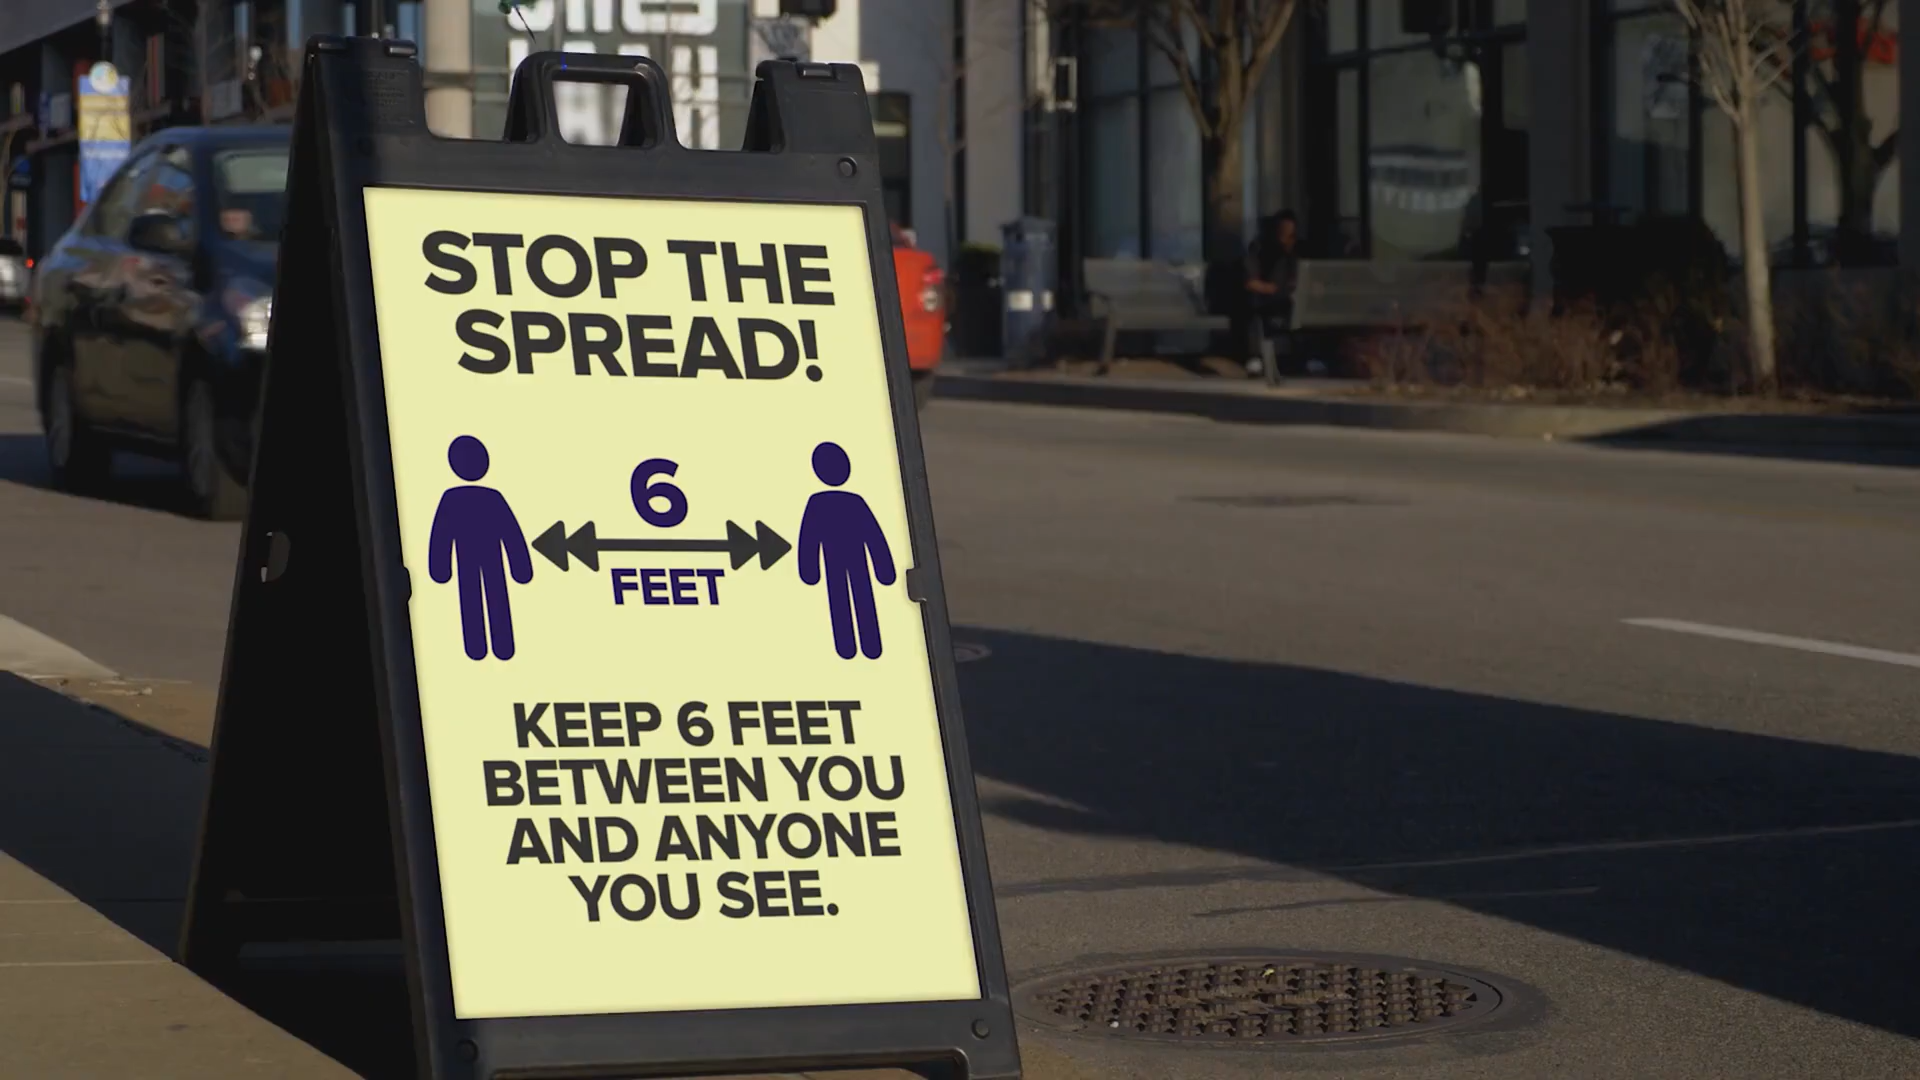 STOP THE
SPREAD!
6
FEET
KEEP 6 FEET
BETWEEN YOU
AND ANYONE
YOU SEE.